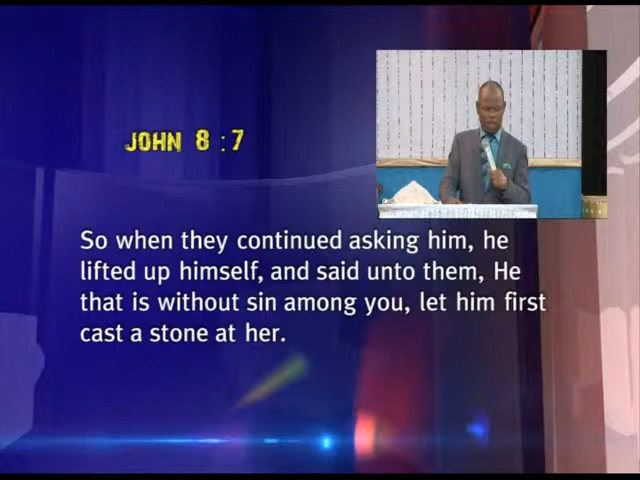 JOHN 8 : 7
So when they continued asking him, he
lifted up himself, and said unto them, He
that is without sin among you, let him first
cast a stone at her.